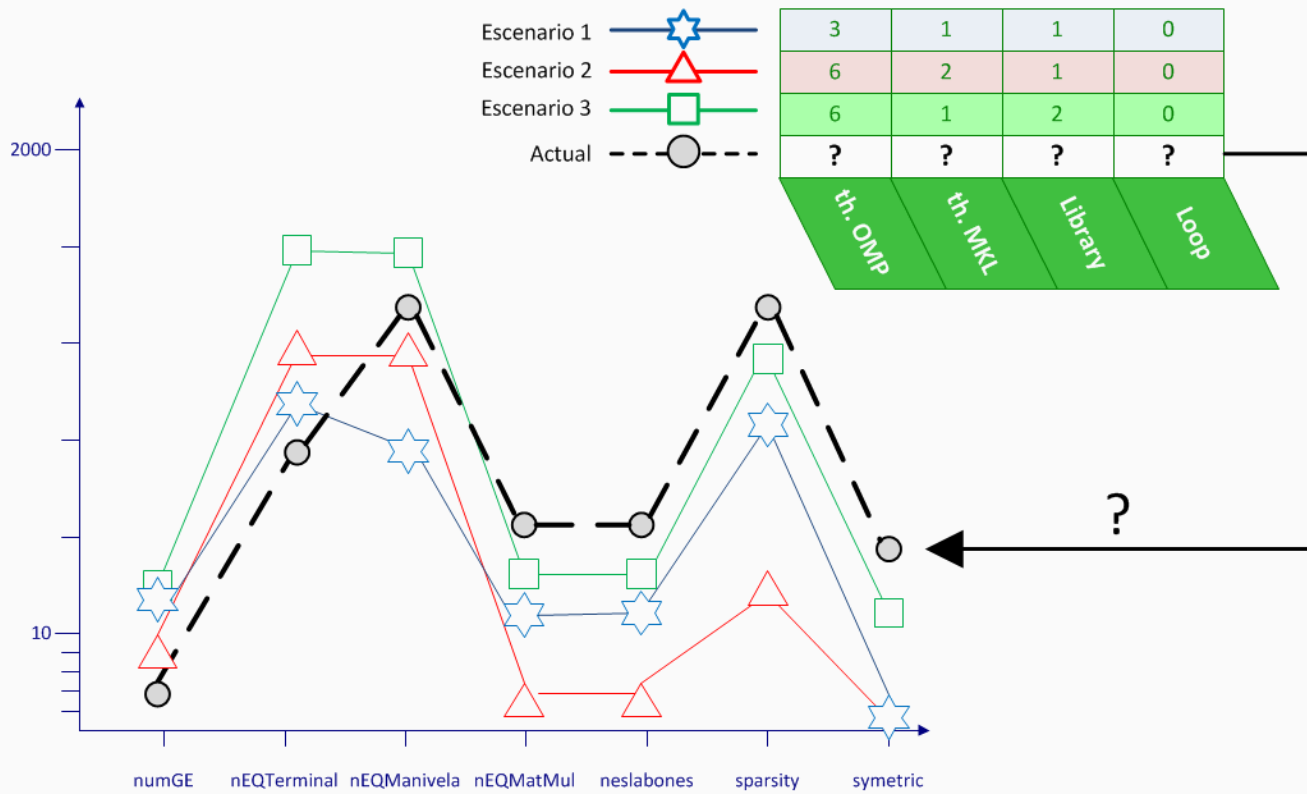 Escenario 1 3 1 1 0
Escenario 2 6 2 1 0
Escenario 3 6 1 2 0
Actual ? ? ? ?
th. OMP th. MKL Library Loop
2000
?
10
numGE nEQTerminal nEQManivela nEQMatMul neslabones sparsity symetric